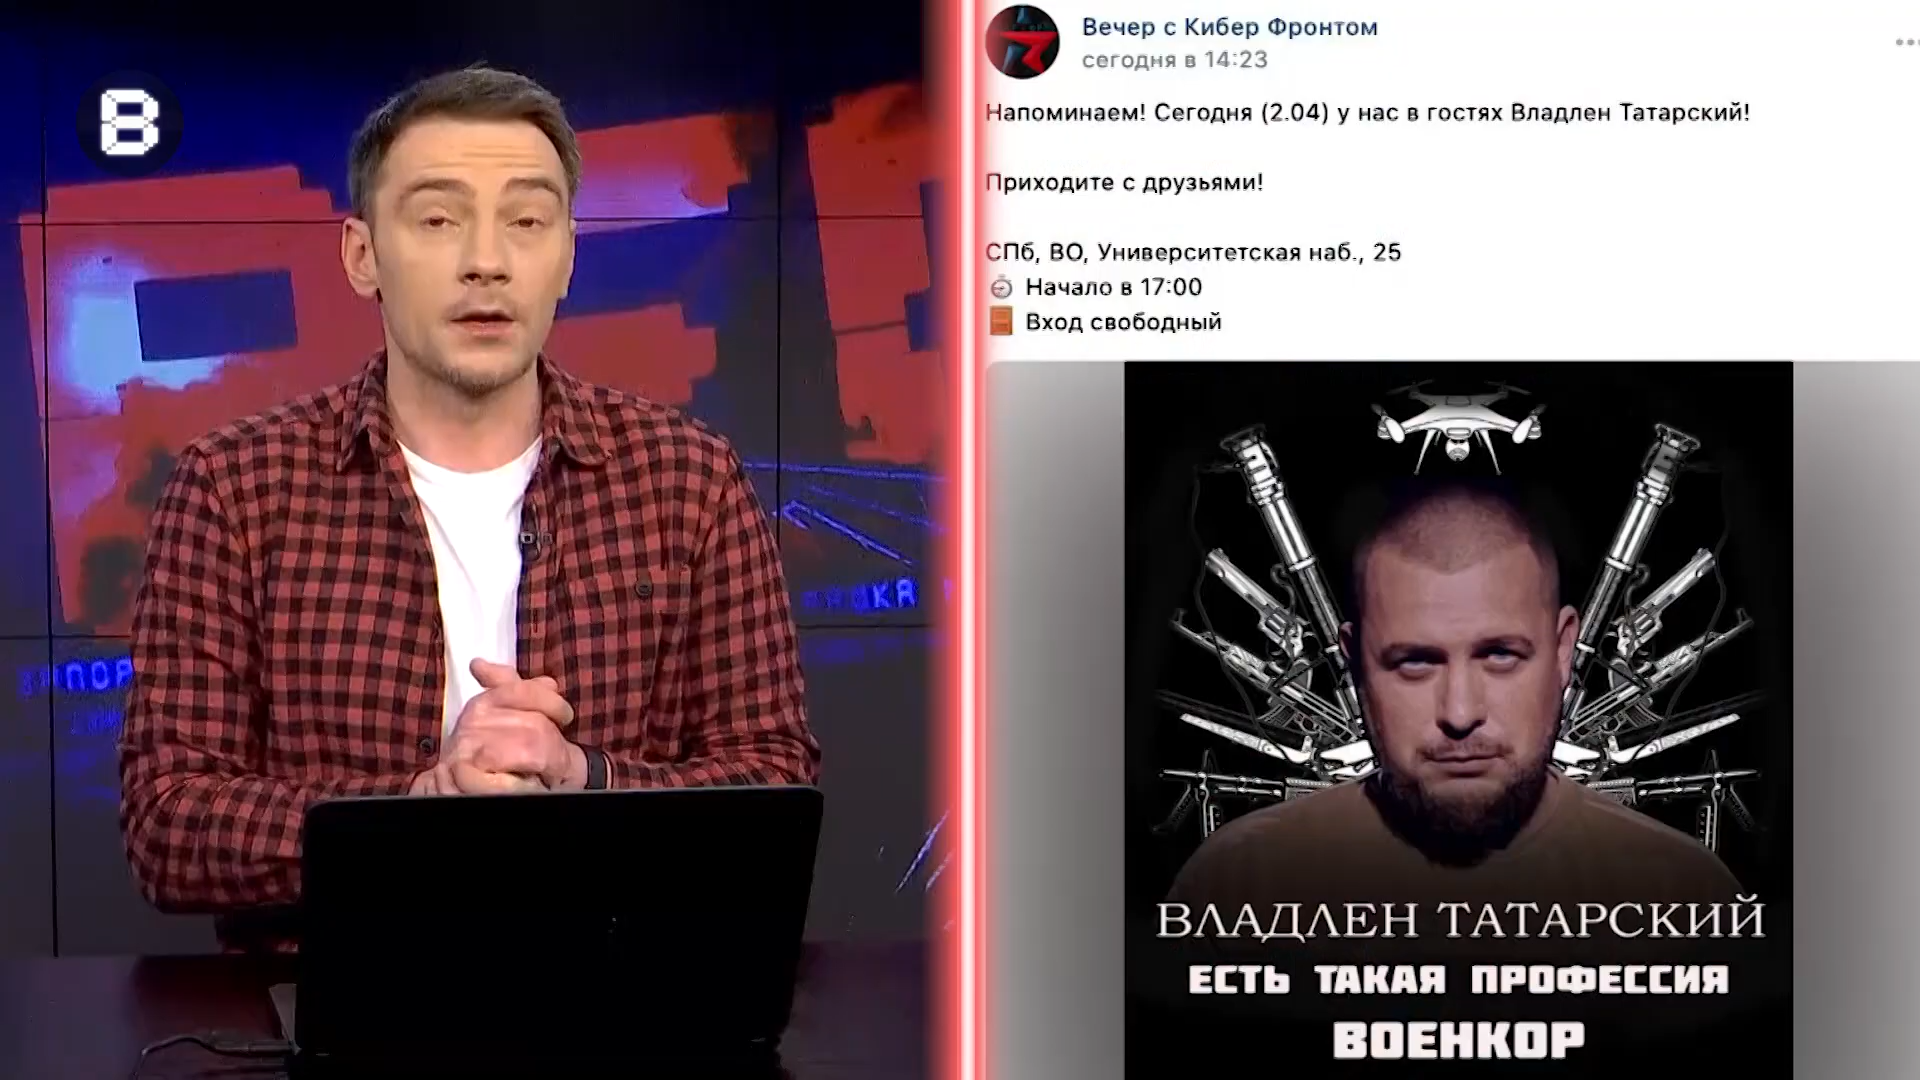 B
Вечер с Кибер Фронтом
сегодня в 14:23
Напоминаем! Сегодня (2.04) у нас в гостях Владлен Татарский!
Приходите с друзьями!
СПб, ВО, Университетская наб., 25
Начало в 17:00
Вход свободный
ВЛАДЛЕН ТАТАРСКИЙ
ЕСТЬ ТАКАЯ ПРОФЕССИЯ
ВОЕНКОР